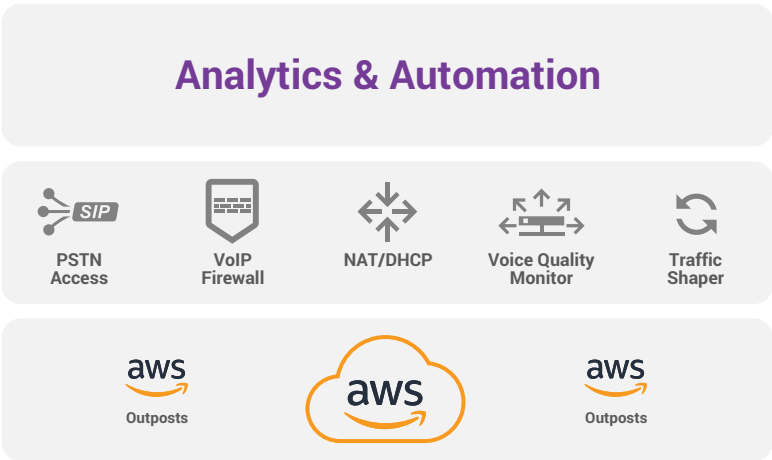 Analytics & Automation
SIP
PSTN
Access
VoIP
Firewall
NAT/DHCP
Voice Quality
Monitor
Traffic
Shaper
aws
Outposts
aws
aws
Outposts